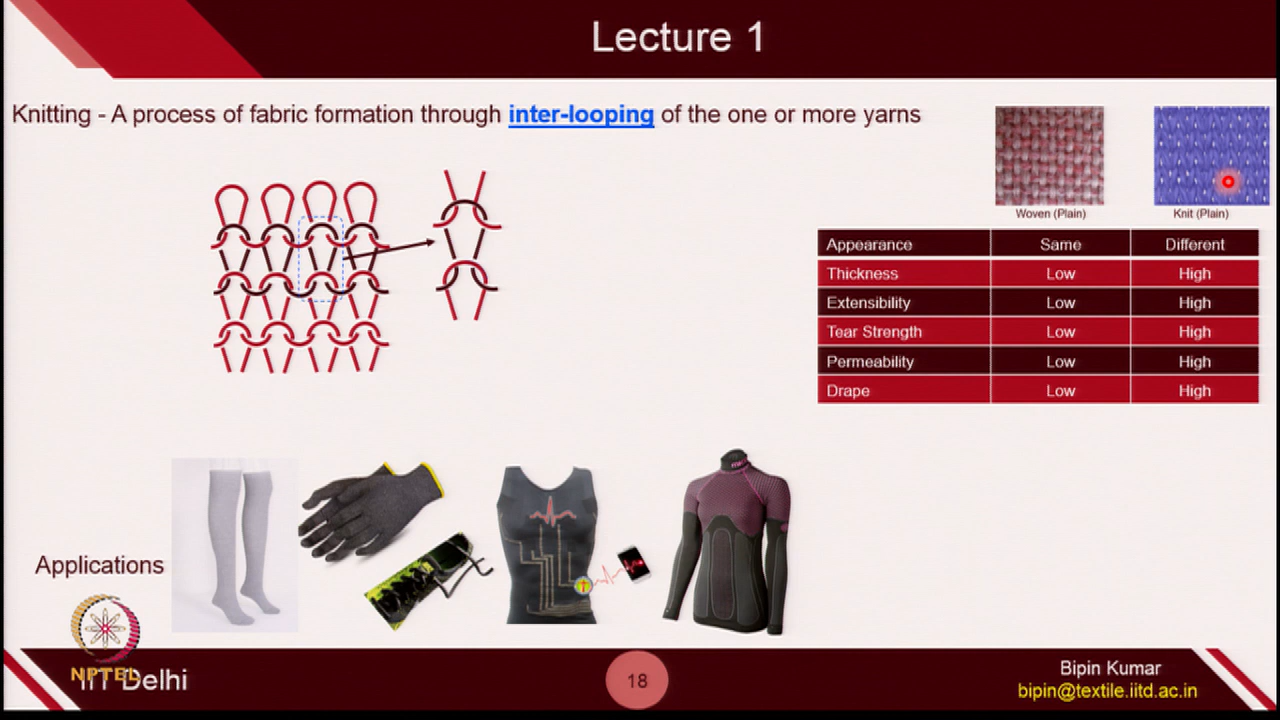 Lecture 1
Knitting - A process of fabric formation through inter-looping of the one or more yarns
Woven (Plain) Knit (Plain)
Appearance Same Different
Thickness Low High
Extensibility Low High
Tear Strength Low High
Permeability Low High
Drape Low High
Applications
NPTEL
IIT Delhi
18
Bipin Kumar
bipin@textile.iitd.ac.in